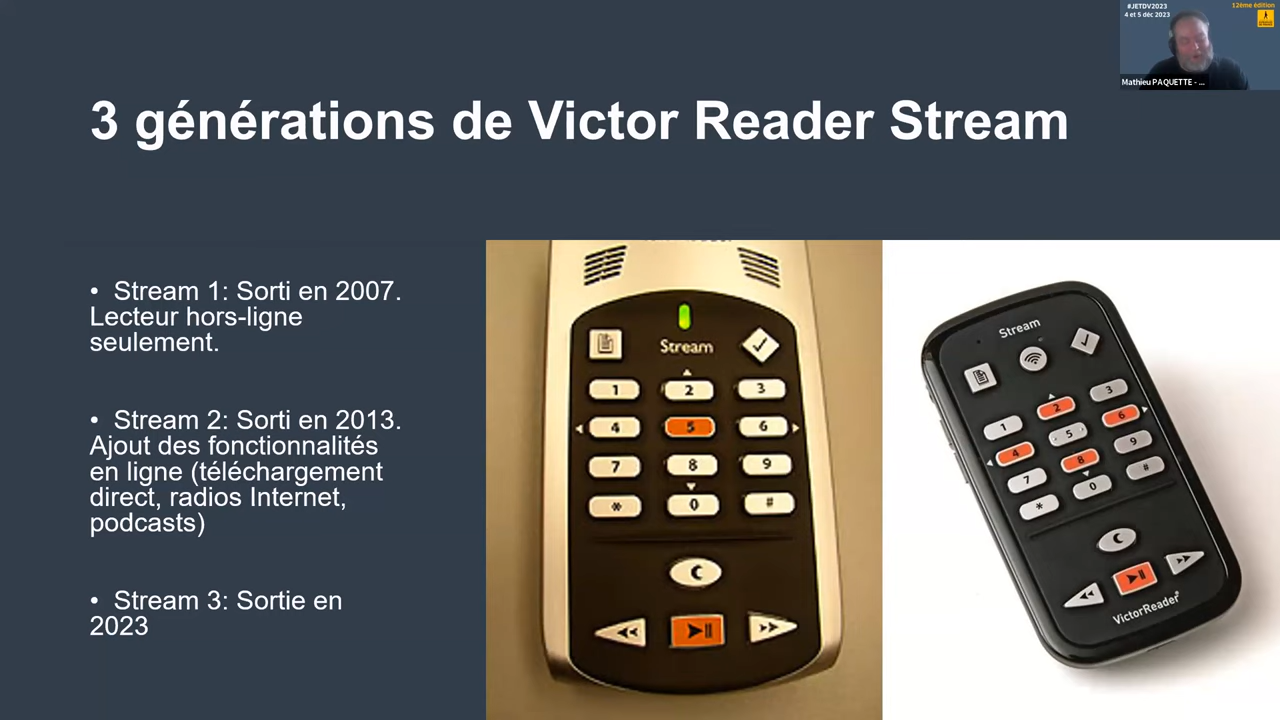 #JETDV2023
4 et 5 déc 2023
12ème édition
Mathieu PAQUETTE - ...
3 générations de Victor Reader Stream
• Stream 1: Sorti en 2007.
Lecteur hors-ligne
seulement.
• Stream 2: Sorti en 2013.
Ajout des fonctionnalités
en ligne (téléchargement
direct, radios Internet,
podcasts)
• Stream 3: Sortie en
2023
Stream
1 2 3
4 5 6
7 8 9
* 0 #
Stream
1 2 3
4 5 6
7 8 9
* 0 #
VictorReader